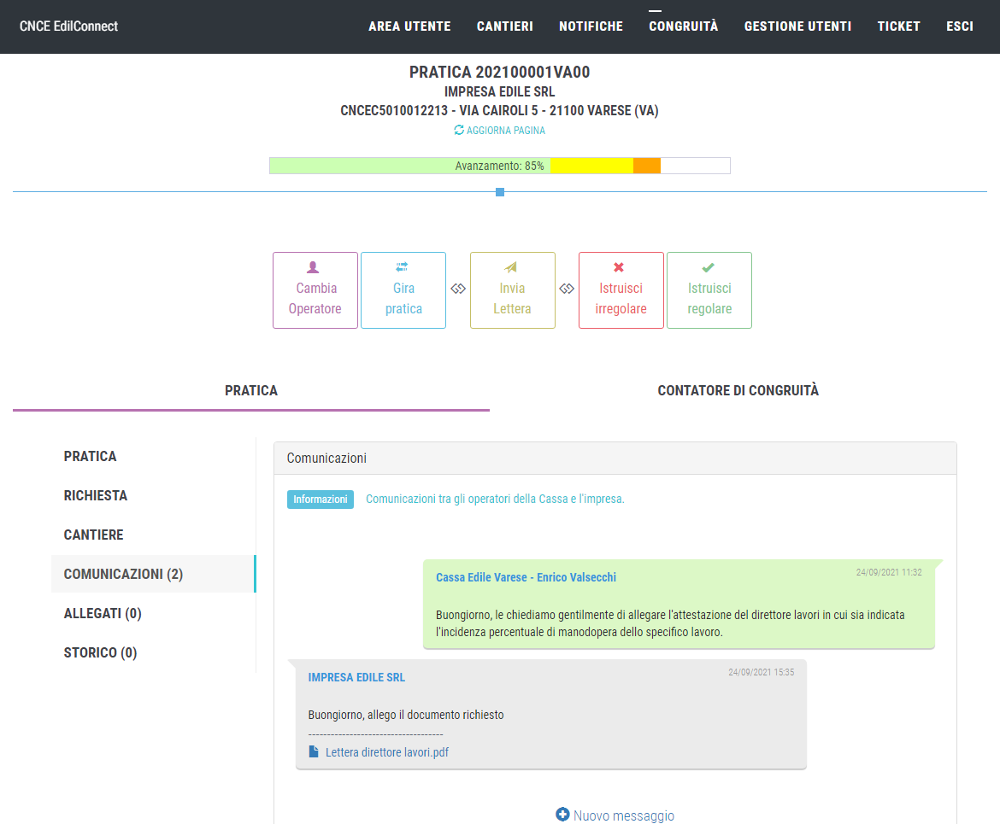 CNCE EdilConnect
AREA UTENTE CANTIERI NOTIFICHE CONGRUITÀ GESTIONE UTENTI TICKET ESCI
PRATICA 202100001VA00
IMPRESA EDILE SRL
CNCEC5010012213 - VIA CAIROLI 5 - 21100 VARESE (VA)
AGGIORNA PAGINA
Avanzamento: 85%
Cambia
Operatore
Gira
pratica
Invia
Lettera
Istruisci
irregolare
Istruisci
regolare
PRATICA
CONTATORE DI CONGRUITÀ
PRATICA
RICHIESTA
CANTIERE
COMUNICAZIONI (2)
ALLEGATI (0)
STORICO (0)
Comunicazioni
Informazioni Comunicazioni tra gli operatori della Cassa e l'impresa.
Cassa Edile Varese - Enrico Valsecchi 24/09/2021 11:32
Buongiorno, le chiediamo gentilmente di allegare l'attestazione del direttore lavori in cui sia indicata
l'incidenza percentuale di manodopera dello specifico lavoro.
IMPRESA EDILE SRL 24/09/2021 15:35
Buongiorno, allego il documento richiesto
------------------------------------
Lettera direttore lavori.pdf
Nuovo messaggio